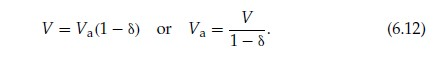 V = Vₐ(1 − δ) or Vₐ = V / (1 − δ). (6.12)